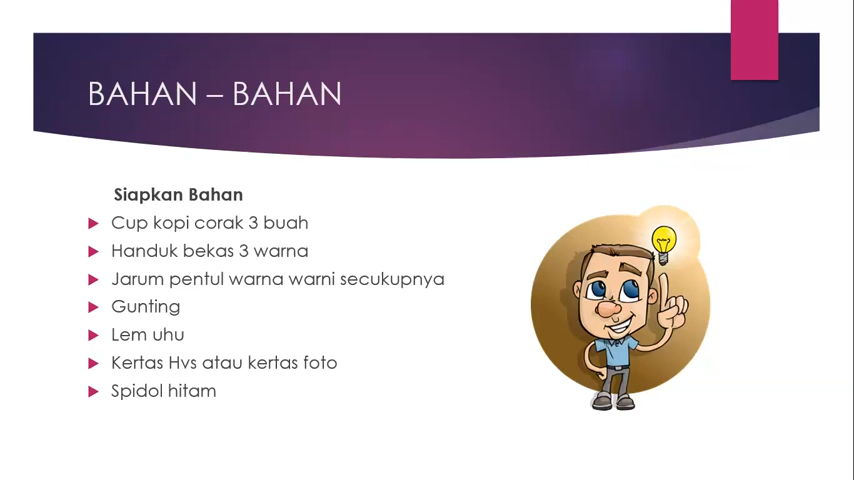 BAHAN – BAHAN
Siapkan Bahan
Cup kopi corak 3 buah
Handuk bekas 3 warna
Jarum pentul warna warni secukupnya
Gunting
Lem uhu
Kertas Hvs atau kertas foto
Spidol hitam